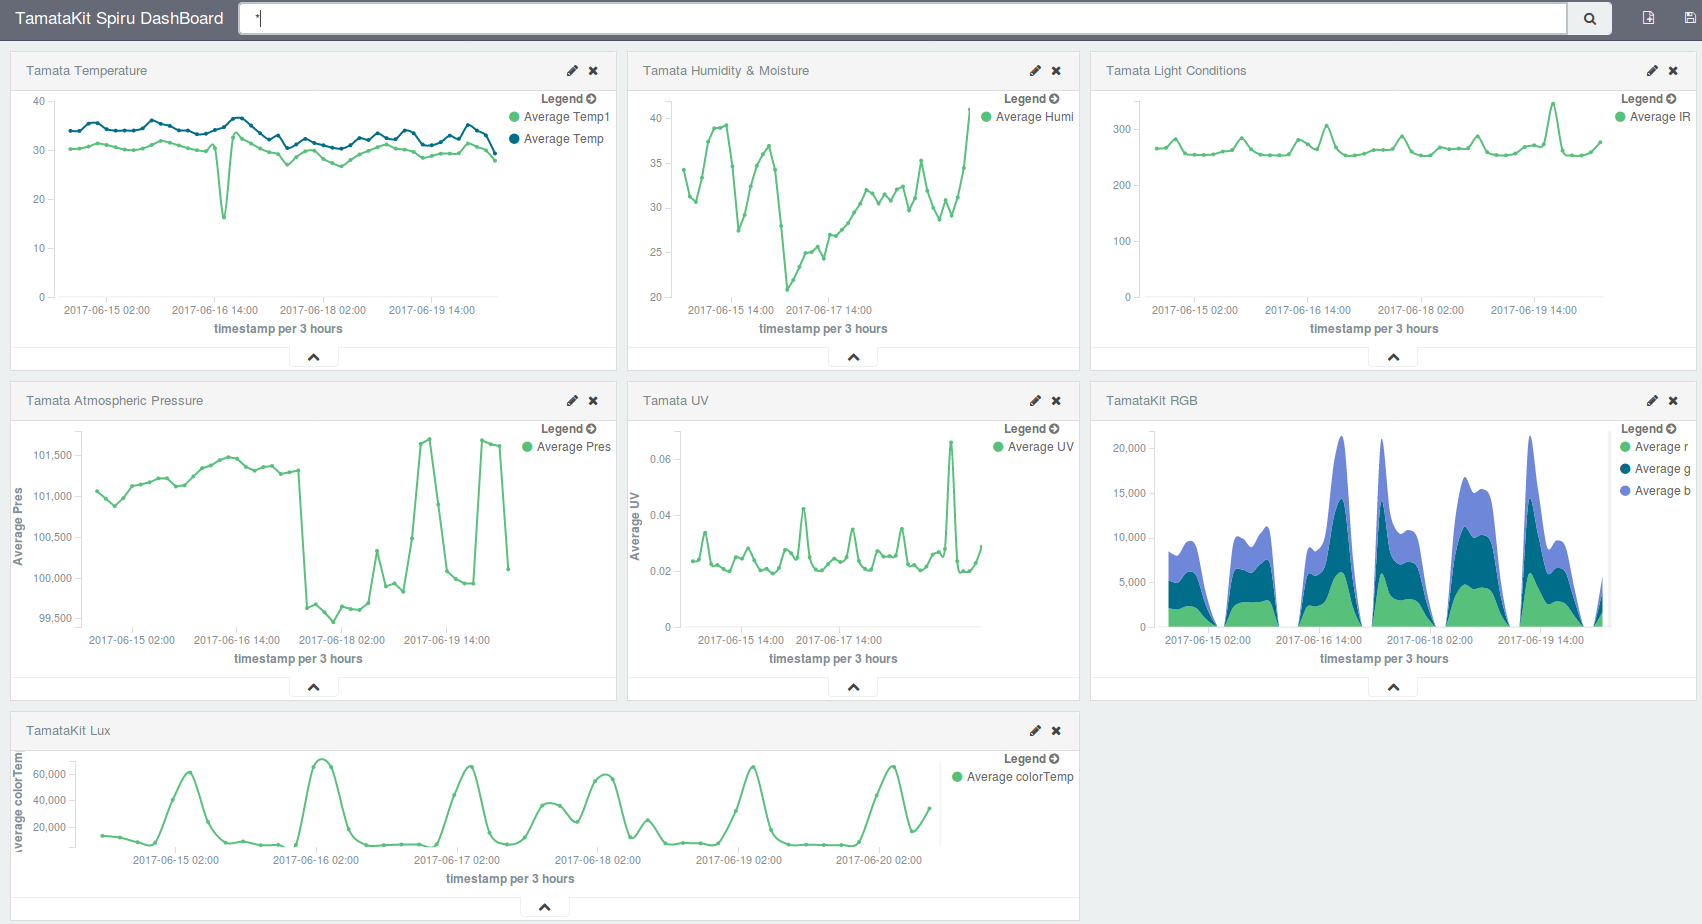 TamataKit Spiru DashBoard
*
Tamata Temperature
Legend
Average Temp1
Average Temp
40
30
20
10
0
2017-06-15 02:00 2017-06-16 14:00 2017-06-18 02:00 2017-06-19 14:00
timestamp per 3 hours
Tamata Humidity & Moisture
Legend
Average Humi
40
35
30
25
20
2017-06-15 14:00 2017-06-17 14:00
timestamp per 3 hours
Tamata Light Conditions
Legend
Average IR
300
200
100
0
2017-06-15 02:00 2017-06-16 14:00 2017-06-18 02:00 2017-06-19 14:00
timestamp per 3 hours
Tamata Atmospheric Pressure
Legend
Average Pres
Average Pres
101,500
101,000
100,500
100,000
99,500
2017-06-15 02:00 2017-06-16 14:00 2017-06-18 02:00 2017-06-19 14:00
timestamp per 3 hours
Tamata UV
Legend
Average UV
Average UV
0.06
0.04
0.02
0
2017-06-15 14:00 2017-06-17 14:00
timestamp per 3 hours
TamataKit RGB
Legend
Average r
Average g
Average b
20,000
15,000
10,000
5,000
0
2017-06-15 02:00 2017-06-16 14:00 2017-06-18 02:00 2017-06-19 14:00
timestamp per 3 hours
TamataKit Lux
Legend
Average colorTemp
Average colorTem
60,000
40,000
20,000
2017-06-15 02:00 2017-06-16 02:00 2017-06-17 02:00 2017-06-18 02:00 2017-06-19 02:00 2017-06-20 02:00
timestamp per 3 hours